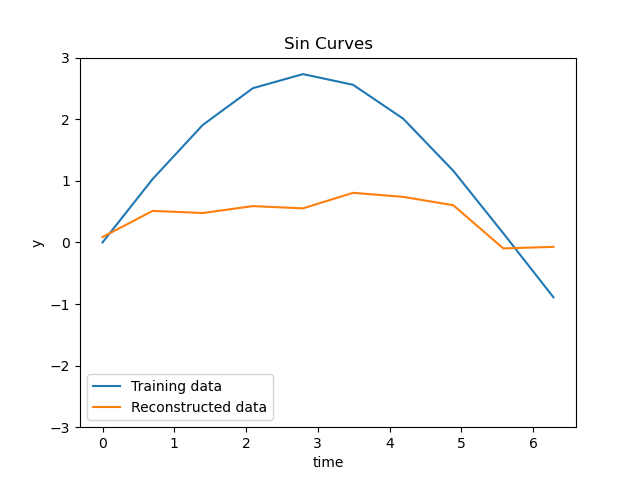 Sin Curves
3
2
1
0
−1
−2
−3
y
Training data
Reconstructed data
0 1 2 3 4 5 6
time